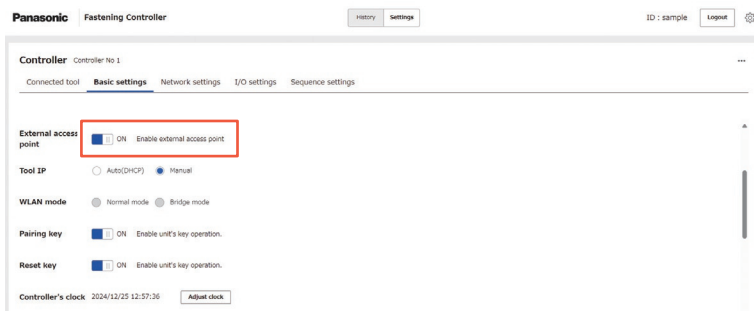 Panasonic Fastening Controller History Settings ID : sample Logout
Controller Controller No 1 ...
Connected tool Basic settings Network settings I/O settings Sequence settings
External access point ON Enable external access point
Tool IP Auto(DHCP) Manual
WLAN mode Normal mode Bridge mode
Pairing key ON Enable unit's key operation.
Reset key ON Enable unit's key operation.
Controller's clock 2024/12/25 12:57:36 Adjust clock